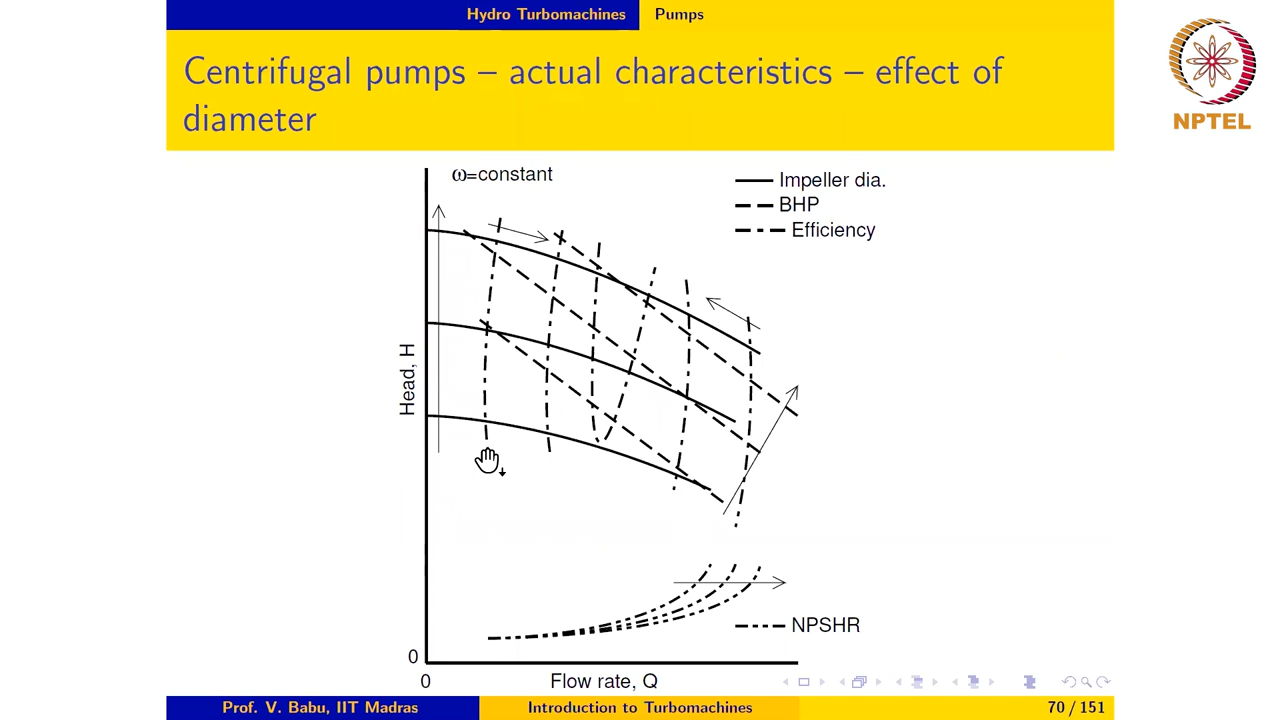 Hydro Turbomachines Pumps
Centrifugal pumps – actual characteristics – effect of
diameter
NPTEL
ω=constant
Impeller dia.
BHP
Efficiency
Head, H
NPSHR
0
0
Flow rate, Q
Prof. V. Babu, IIT Madras Introduction to Turbomachines 70 / 151